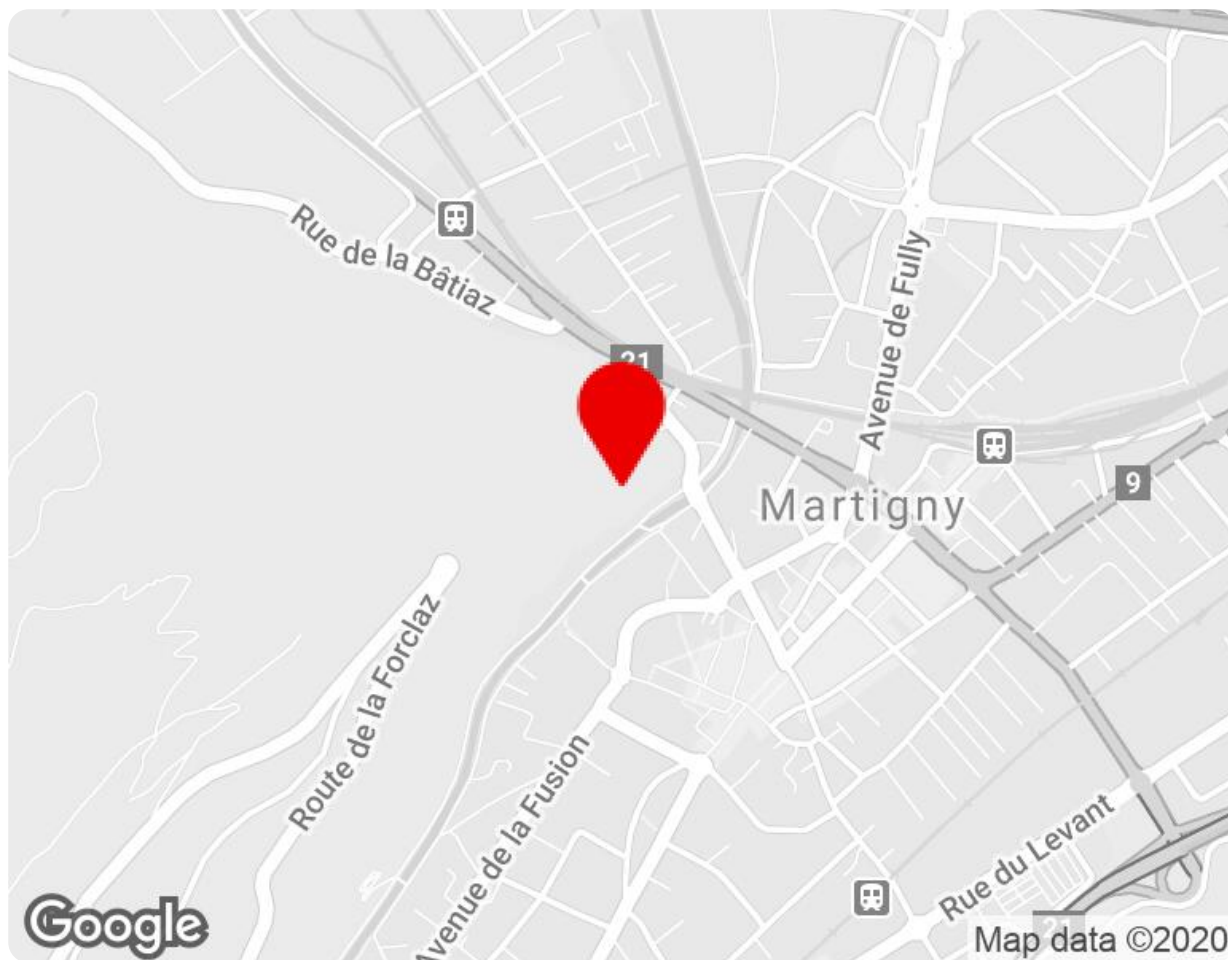 Rue de la Bâtiaz
Avenue de Fully
21
Martigny
9
Route de la Forclaz
Avenue de la Fusion
Rue du Levant
Google
Map data ©2020